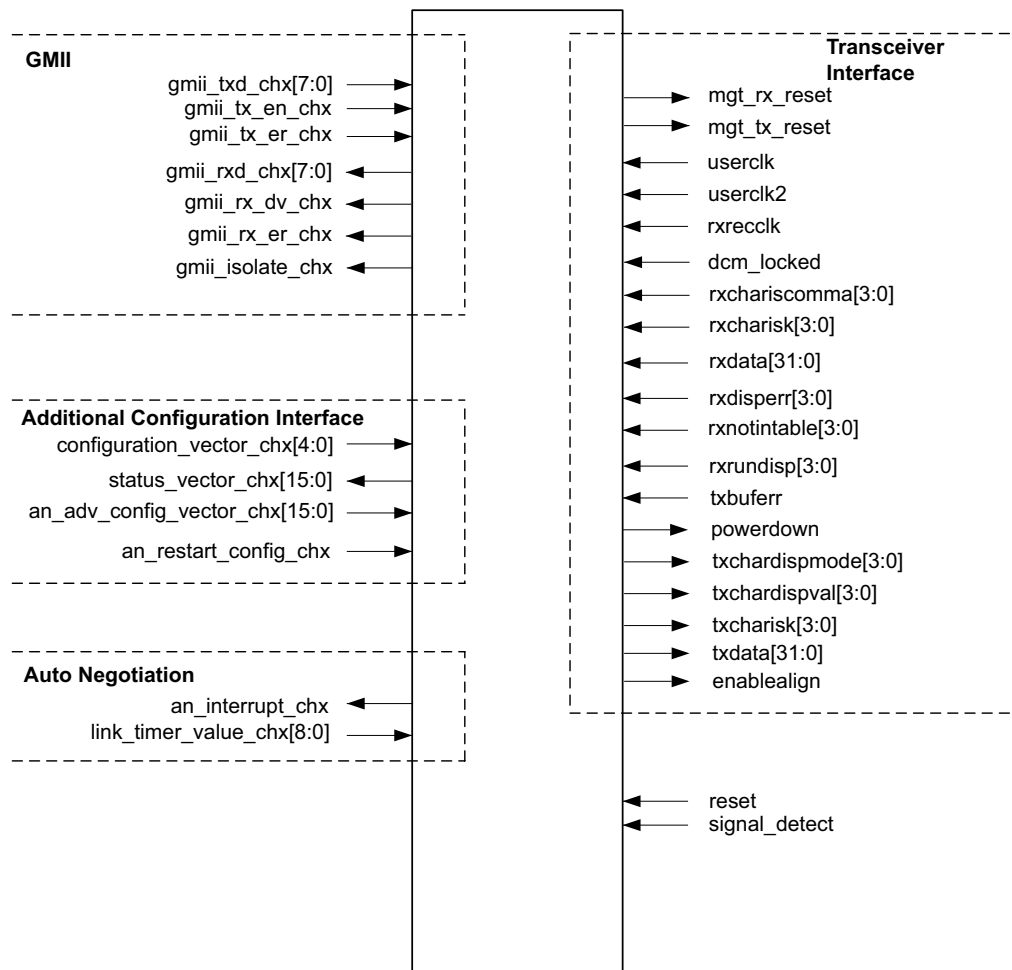 GMII
gmii_txd_chx[7:0]
gmii_tx_en_chx
gmii_tx_er_chx
gmii_rxd_chx[7:0]
gmii_rx_dv_chx
gmii_rx_er_chx
gmii_isolate_chx
Additional Configuration Interface
configuration_vector_chx[4:0]
status_vector_chx[15:0]
an_adv_config_vector_chx[15:0]
an_restart_config_chx
Auto Negotiation
an_interrupt_chx
link_timer_value_chx[8:0]
Transceiver
Interface
mgt_rx_reset
mgt_tx_reset
userclk
userclk2
rxrecclk
dcm_locked
rxchariscomma[3:0]
rxcharisk[3:0]
rxdata[31:0]
rxdisperr[3:0]
rxnotintable[3:0]
rxrundisp[3:0]
txbuferr
powerdown
txchardispmode[3:0]
txchardispval[3:0]
txcharisk[3:0]
txdata[31:0]
enablealign
reset
signal_detect